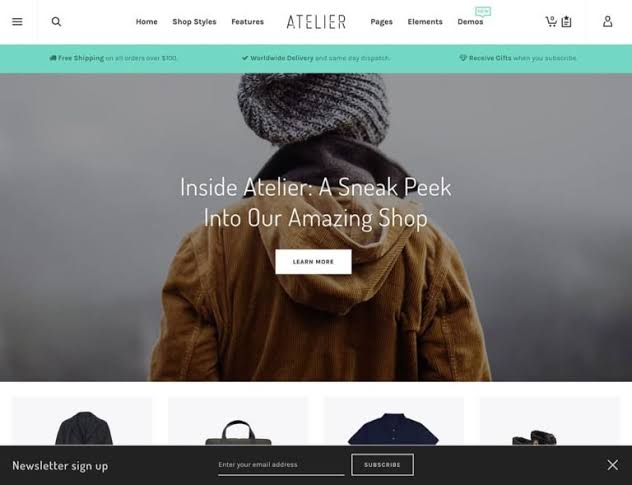 Home Shop Styles Features ATELIER Pages Elements Demos NEW
0
Free Shipping on all orders over $100. Worldwide Delivery and same day dispatch. Receive Gifts when you subscribe.
Inside Atelier: A Sneak Peek
Into Our Amazing Shop
LEARN MORE
Newsletter sign up Enter your email address SUBSCRIBE